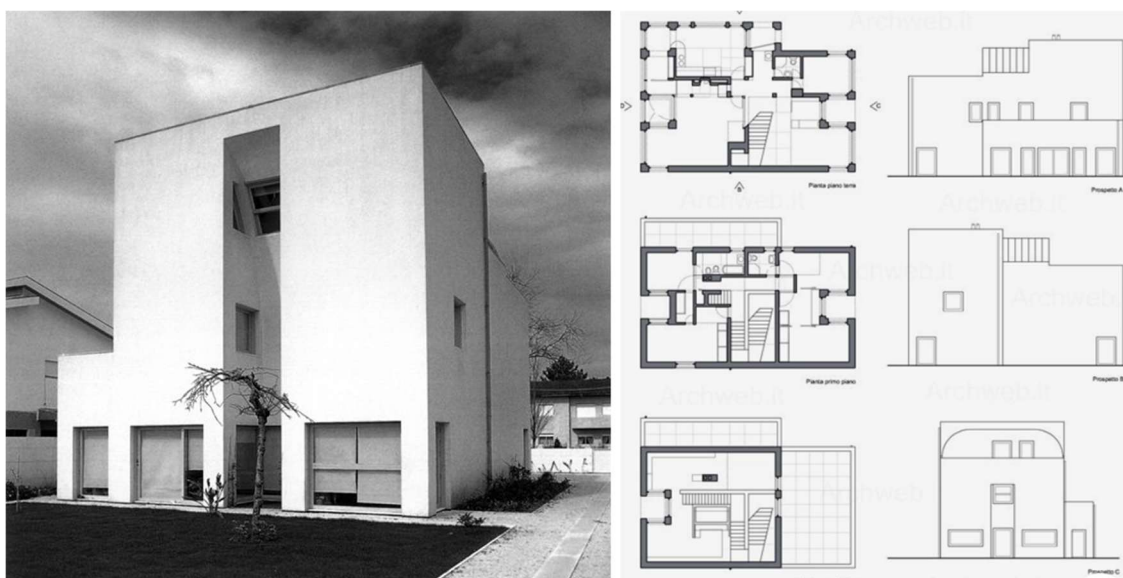 Archweb.it
Pianta piano terra
Prospetto A
D
C
B
Archweb.it
Archweb.it
Archweb.it
Archweb.it
Pianta primo piano
Prospetto B
Archweb.it
Archweb.it
Archweb
Prospetto C